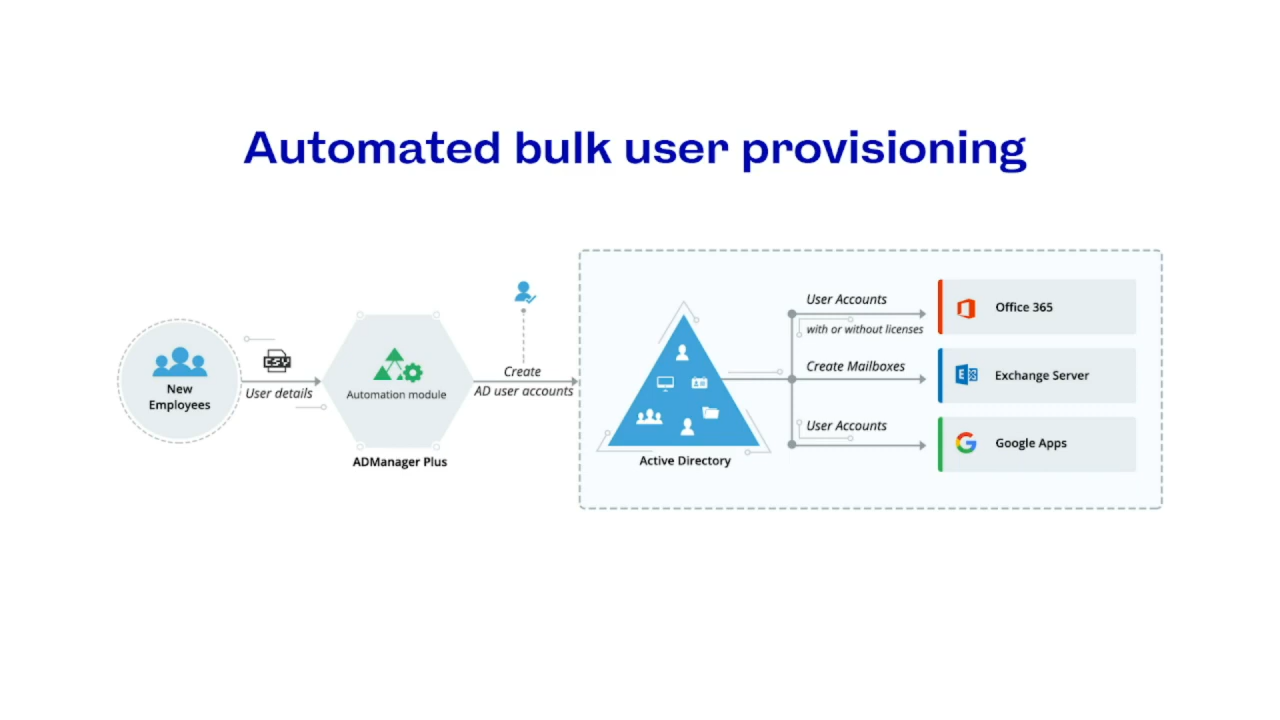 Automated bulk user provisioning
New
Employees
CSV
User details
Automation module
ADManager Plus
Create
AD user accounts
Active Directory
User Accounts
with or without licenses
Create Mailboxes
User Accounts
Office 365
E
Exchange Server
G
Google Apps